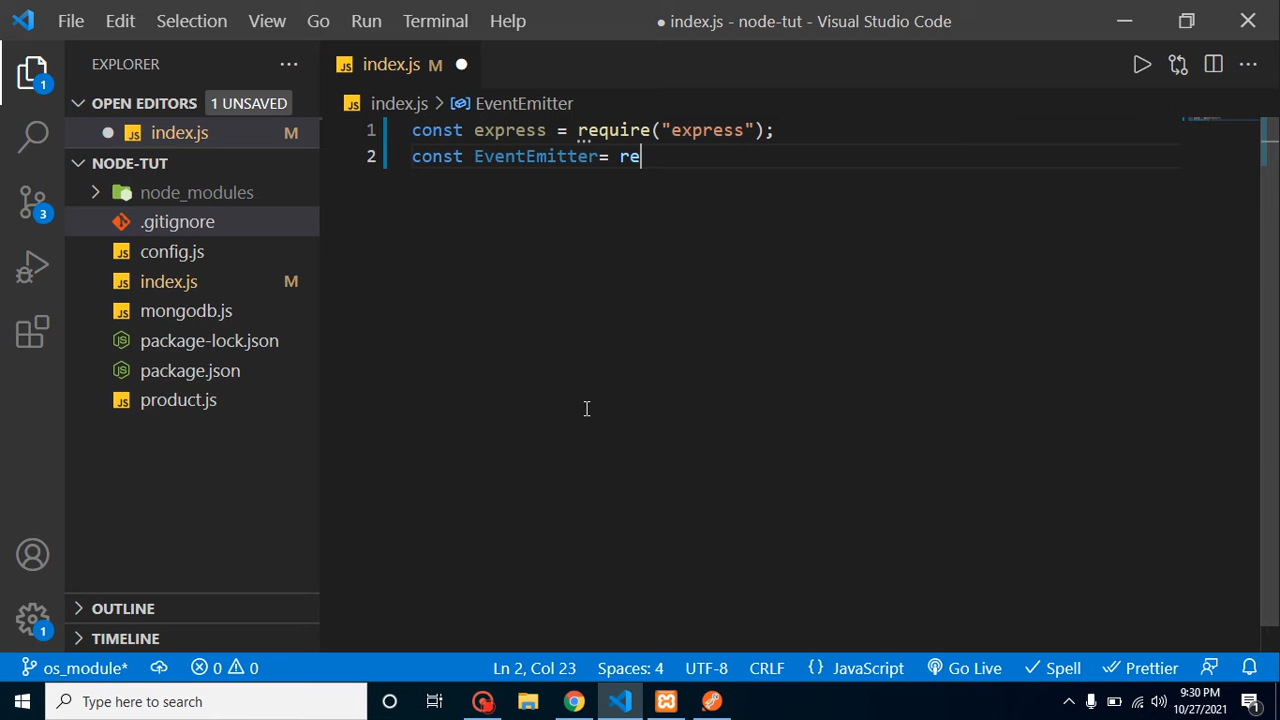 File Edit Selection View Go Run Terminal Help
● index.js - node-tut - Visual Studio Code
EXPLORER
OPEN EDITORS 1 UNSAVED
index.js M
NODE-TUT
node_modules
.gitignore
config.js
index.js M
mongodb.js
package-lock.json
package.json
product.js
OUTLINE
TIMELINE
1
3
1
index.js M
index.js > EventEmitter
1 const express = require("express");
2 const EventEmitter= re
os_module* 0 0 Ln 2, Col 23 Spaces: 4 UTF-8 CRLF {} JavaScript Go Live Spell Prettier
Type here to search
9:30 PM
10/27/2021
1